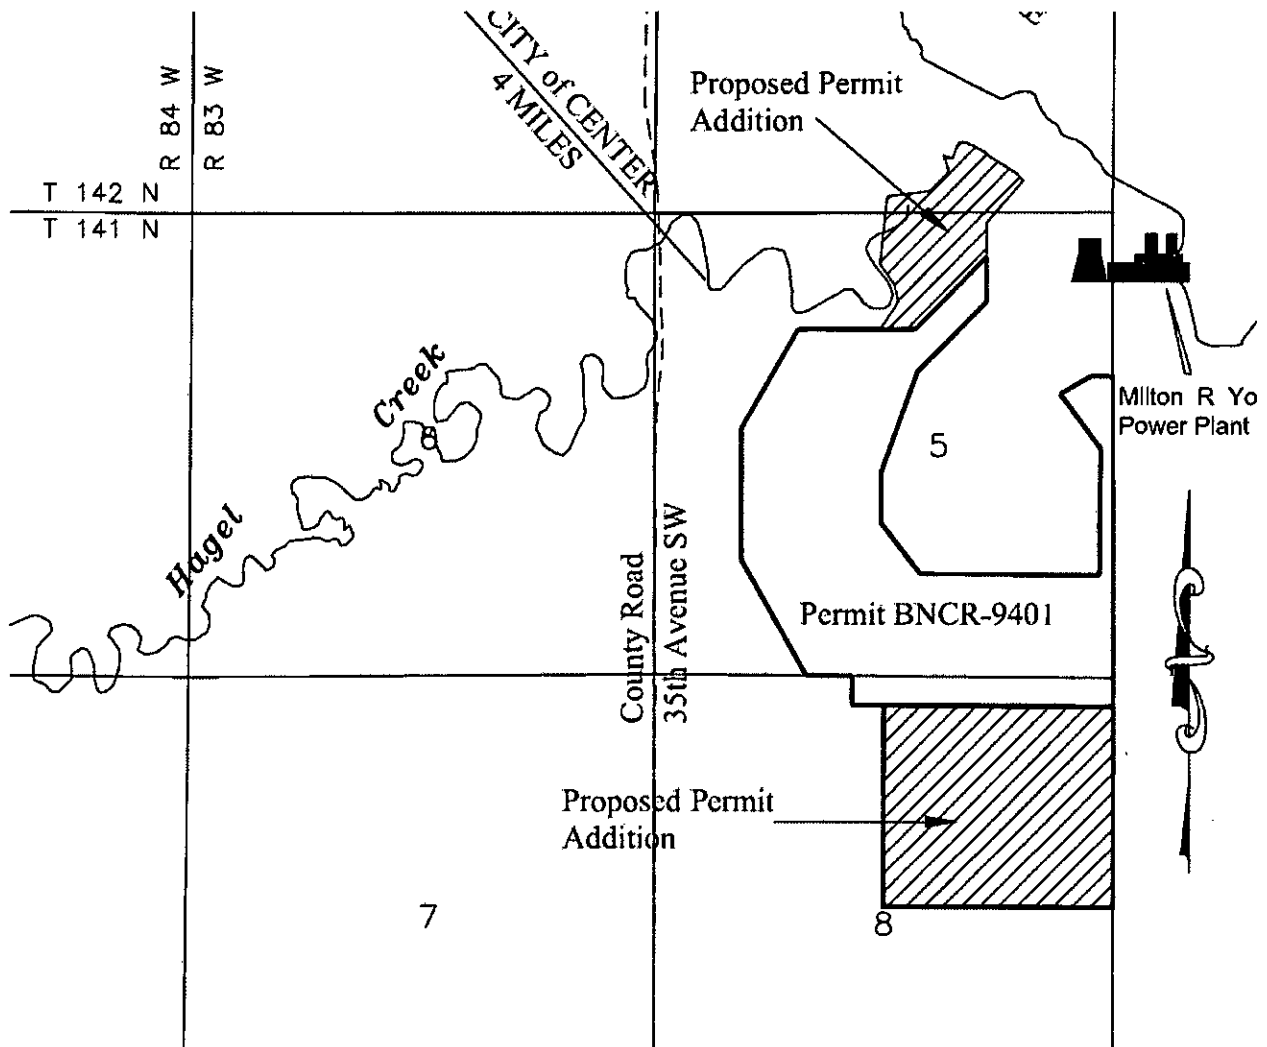 CITY of CENTER
4 MILES
R 84 W
R 83 W
Proposed Permit
Addition
T 142 N
T 141 N
Creek
6
Milton R Yo
Power Plant
5
Hagel
County Road
35th Avenue SW
Permit BNCR-9401
Proposed Permit
Addition
7
8